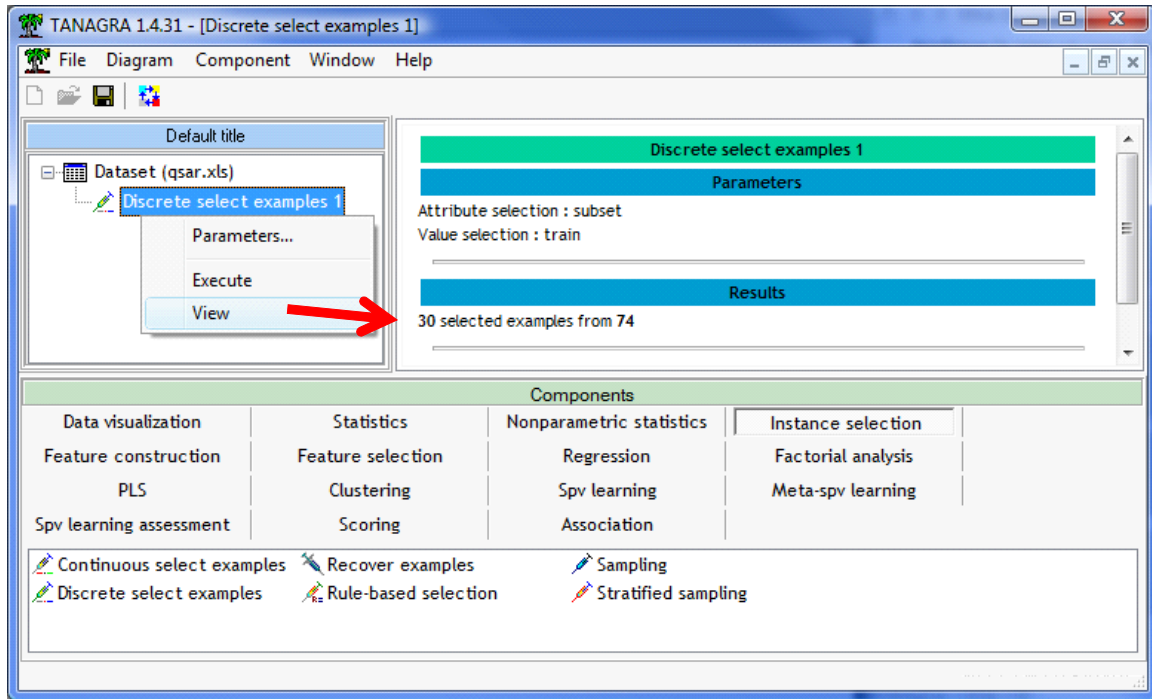 TANAGRA 1.4.31 - [Discrete select examples 1]
File Diagram Component Window Help
Default title
Dataset (qsar.xls)
Discrete select examples 1
Parameters...
Execute
View
Discrete select examples 1
Parameters
Attribute selection : subset
Value selection : train
Results
30 selected examples from 74
Components
Data visualization Statistics Nonparametric statistics Instance selection
Feature construction Feature selection Regression Factorial analysis
PLS Clustering Spv learning Meta-spv learning
Spv learning assessment Scoring Association
Continuous select examples Recover examples Sampling
Discrete select examples Rule-based selection Stratified sampling